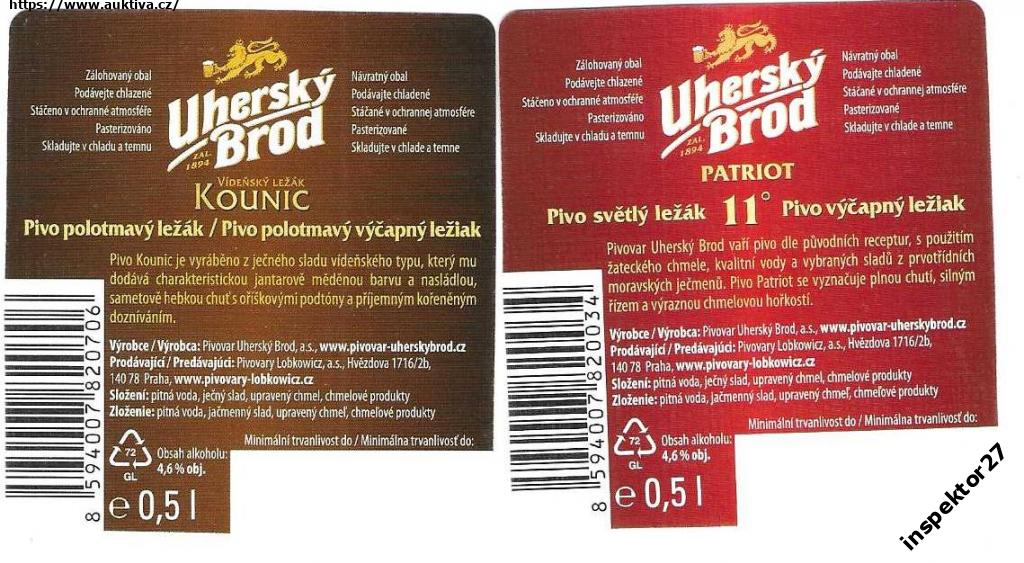 https://www.auktiva.cz/
Zálohovaný obal
Podávejte chlazené
Stáčeno v ochranné atmosféře
Pasterizováno
Skladujte v chladu a temnu
Uherský
Brod
ZAL.
1894
Návratný obal
Podávajte chladené
Stáčané v ochrannej atmosfére
Pasterizované
Skladujte v chlade a temne
VÍDEŇSKÝ LEŽÁK
KOUNIC
Pivo polotmavý ležák / Pivo polotmavý výčapný ležiak
Pivo Kounic je vyráběno z ječného sladu vídeňského typu, který mu
dodává charakteristickou jantarově měděnou barvu a nasládlou,
sametově hebkou chuť s oříškovými podtóny a příjemným kořeněným
dozníváním.
Výrobce / Výrobca: Pivovar Uherský Brod, a.s., www.pivovar-uherskybrod.cz
Prodávající / Predávajúci: Pivovary Lobkowicz, a.s., Hvězdova 1716/2b,
140 78 Praha, www.pivovary-lobkowicz.cz
Složení: pitná voda, ječný slad, upravený chmel, chmelové produkty
Zloženie: pitná voda, jačmenný slad, upravený chmeľ, chmeľové produkty
Minimální trvanlivost do / Minimálna trvanlivosť do:
72
GL
Obsah alkoholu:
4,6 % obj.
e 0,5 l
8 594007 820706
Zálohovaný obal
Podávejte chlazené
Stáčeno v ochranné atmosféře
Pasterizováno
Skladujte v chladu a temnu
Uherský
Brod
ZAL.
1894
Návratný obal
Podávajte chladené
Stáčané v ochrannej atmosfére
Pasterizované
Skladujte v chlade a temne
PATRIOT
Pivo světlý ležák 11° Pivo výčapný ležiak
Pivovar Uherský Brod vaří pivo dle původních receptur, s použitím
žateckého chmele, kvalitní vody a vybraných sladů z prvotřídních
moravských ječmenů. Pivo Patriot se vyznačuje plnou chutí, silným
řízem a výraznou chmelovou hořkostí.
Výrobce / Výrobca: Pivovar Uherský Brod, a.s., www.pivovar-uherskybrod.cz
Prodávající / Predávajúci: Pivovary Lobkowicz, a.s., Hvězdova 1716/2b,
140 78 Praha, www.pivovary-lobkowicz.cz
Složení: pitná voda, ječný slad, upravený chmel, chmelové produkty
Zloženie: pitná voda, jačmenný slad, upravený chmeľ, chmeľové produkty
Minimální trvanlivost do / Minimálna trvanlivosť do:
72
GL
Obsah alkoholu:
4,6 % obj.
e 0,5 l
8 594007 820034
inspektor27